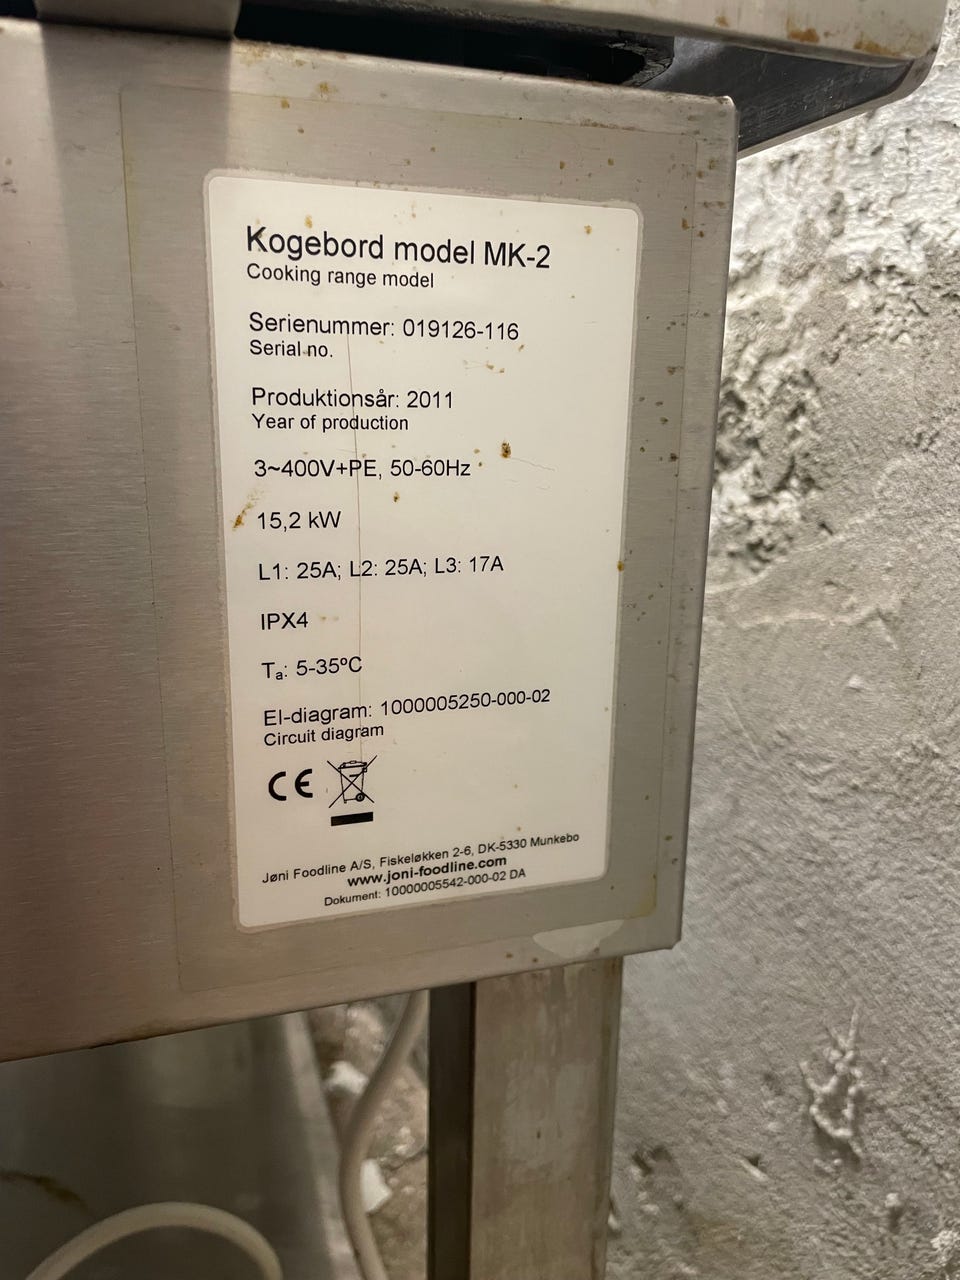 Kogebord model MK-2
Cooking range model
Serienummer: 019126-116
Serial no.
Produktionsår: 2011
Year of production
3~400V+PE, 50-60Hz
15,2 kW
L1: 25A; L2: 25A; L3: 17A
IPX4
Ta: 5-35ºC
El-diagram: 1000005250-000-02
Circuit diagram
CE
Jøni Foodline A/S, Fiskeløkken 2-6, DK-5330 Munkebo
www.joni-foodline.com
Dokument: 10000005542-000-02 DA